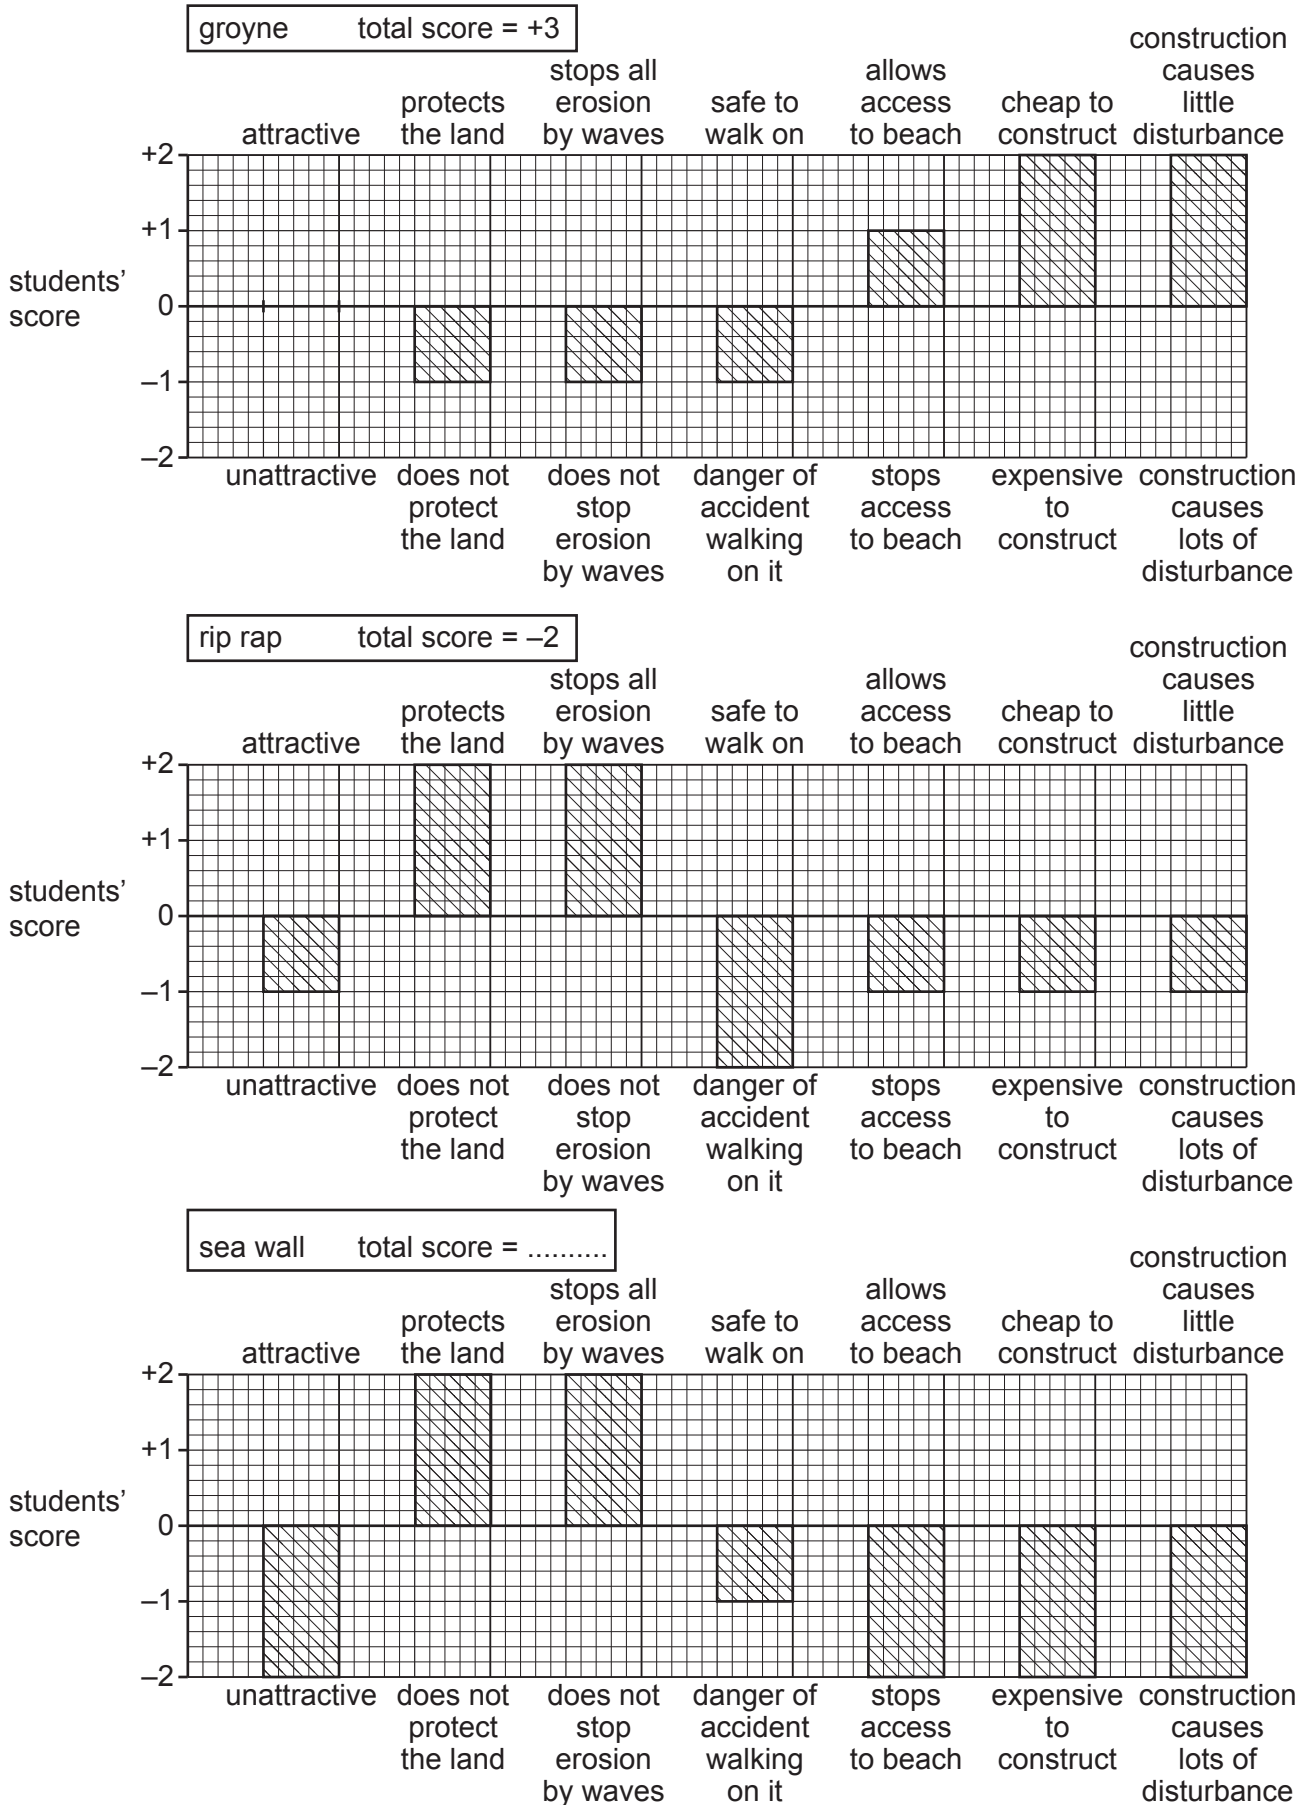 groyne total score = +3
construction
stops all allows causes
protects erosion safe to access cheap to little
attractive the land by waves walk on to beach construct disturbance
+2
+1
students’
score
0
–1
–2
unattractive does not does not danger of stops expensive construction
protect stop accident access to causes
the land erosion walking to beach construct lots of
by waves on it disturbance
rip rap total score = –2
construction
stops all allows causes
protects erosion safe to access cheap to little
attractive the land by waves walk on to beach construct disturbance
+2
+1
students’
score
0
–1
–2
unattractive does not does not danger of stops expensive construction
protect stop accident access to causes
the land erosion walking to beach construct lots of
by waves on it disturbance
sea wall total score = ..........
construction
stops all allows causes
protects erosion safe to access cheap to little
attractive the land by waves walk on to beach construct disturbance
+2
+1
students’
score
0
–1
–2
unattractive does not does not danger of stops expensive construction
protect stop accident access to causes
the land erosion walking to beach construct lots of
by waves on it disturbance